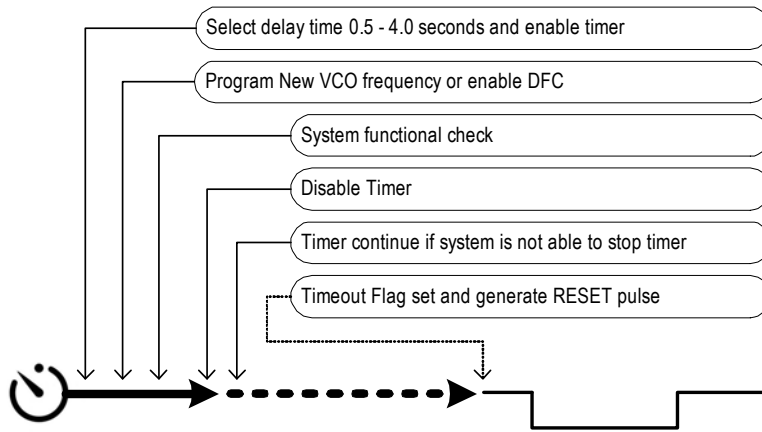 Select delay time 0.5 - 4.0 seconds and enable timer
Program New VCO frequency or enable DFC
System functional check
Disable Timer
Timer continue if system is not able to stop timer
Timeout Flag set and generate RESET pulse